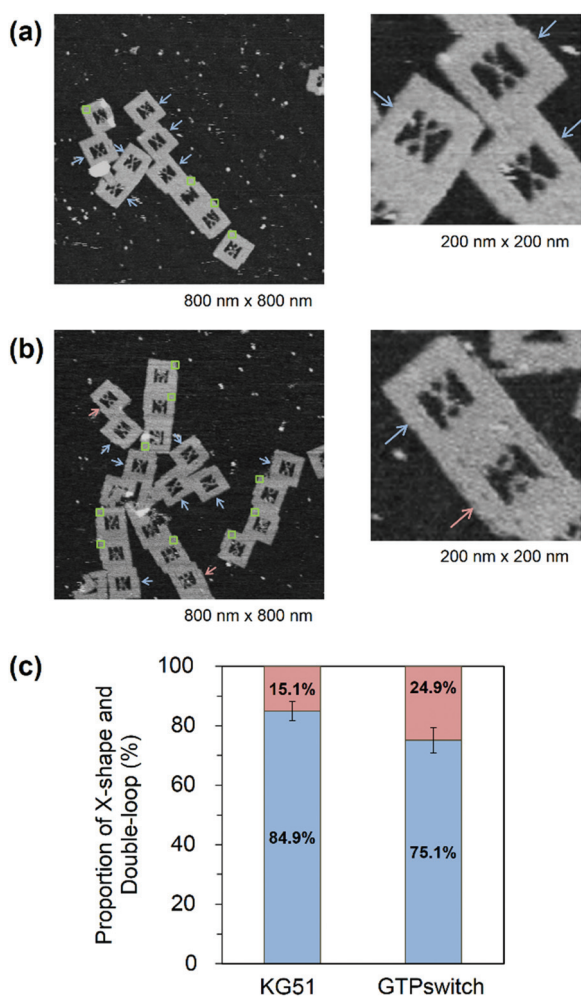 (a)
800 nm x 800 nm
200 nm x 200 nm
(b)
800 nm x 800 nm
200 nm x 200 nm
(c)
Proportion of X-shape and
Double-loop (%)
100
80
60
40
20
0
15.1%
24.9%
84.9%
75.1%
KG51
GTPswitch